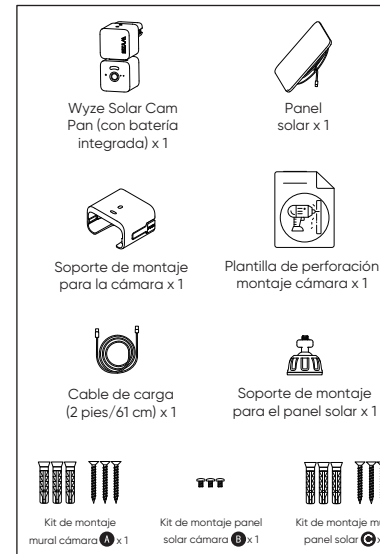 WYZE
Wyze Solar Cam
Pan (con batería
integrada) x 1
Panel
solar x 1
Soporte de montaje
para la cámara x 1
Plantilla de perforación
montaje cámara x 1
Cable de carga
(2 pies/61 cm) x 1
Soporte de montaje
para el panel solar x 1
Kit de montaje
mural cámara A x 1
Kit de montaje panel
solar cámara B x 1
Kit de montaje mu
panel solar C x